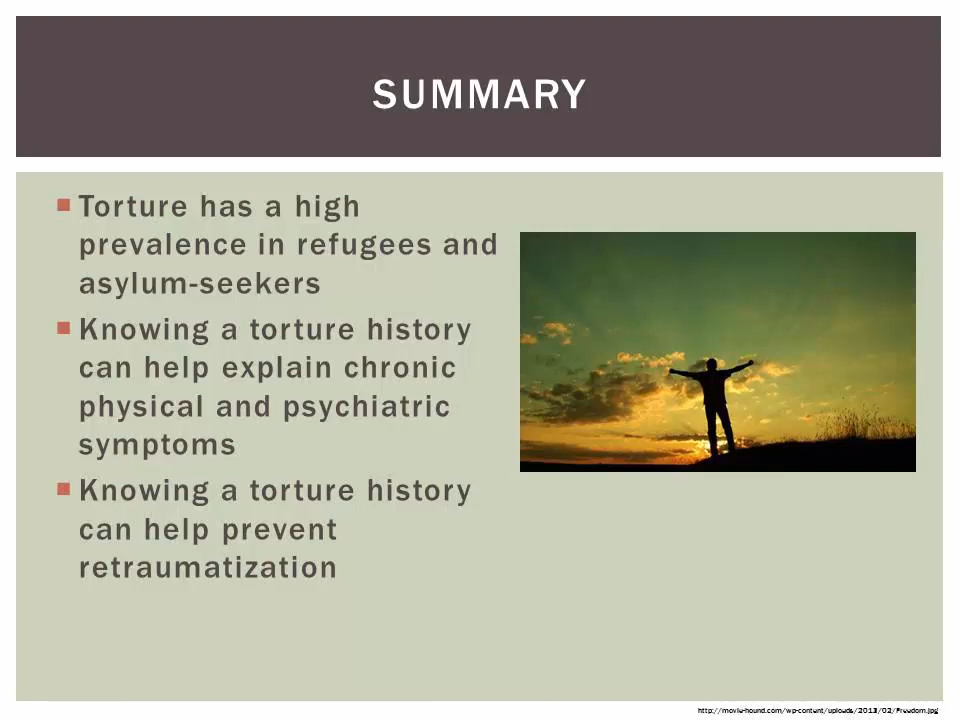 SUMMARY
Torture has a high
prevalence in refugees and
asylum-seekers
Knowing a torture history
can help explain chronic
physical and psychiatric
symptoms
Knowing a torture history
can help prevent
retraumatization
http://movie-hound.com/wp-content/uploads/2013/02/Freedom.jpg